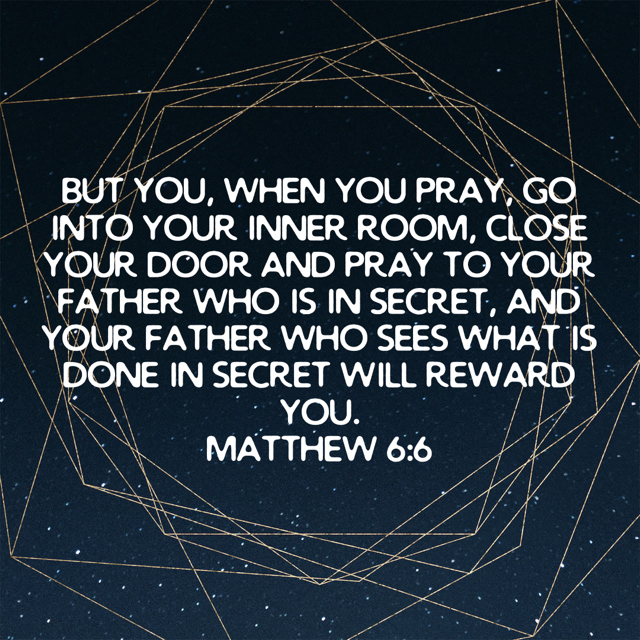 BUT YOU, WHEN YOU PRAY, GO
INTO YOUR INNER ROOM, CLOSE
YOUR DOOR AND PRAY TO YOUR
FATHER WHO IS IN SECRET, AND
YOUR FATHER WHO SEES WHAT IS
DONE IN SECRET WILL REWARD
YOU.
MATTHEW 6:6